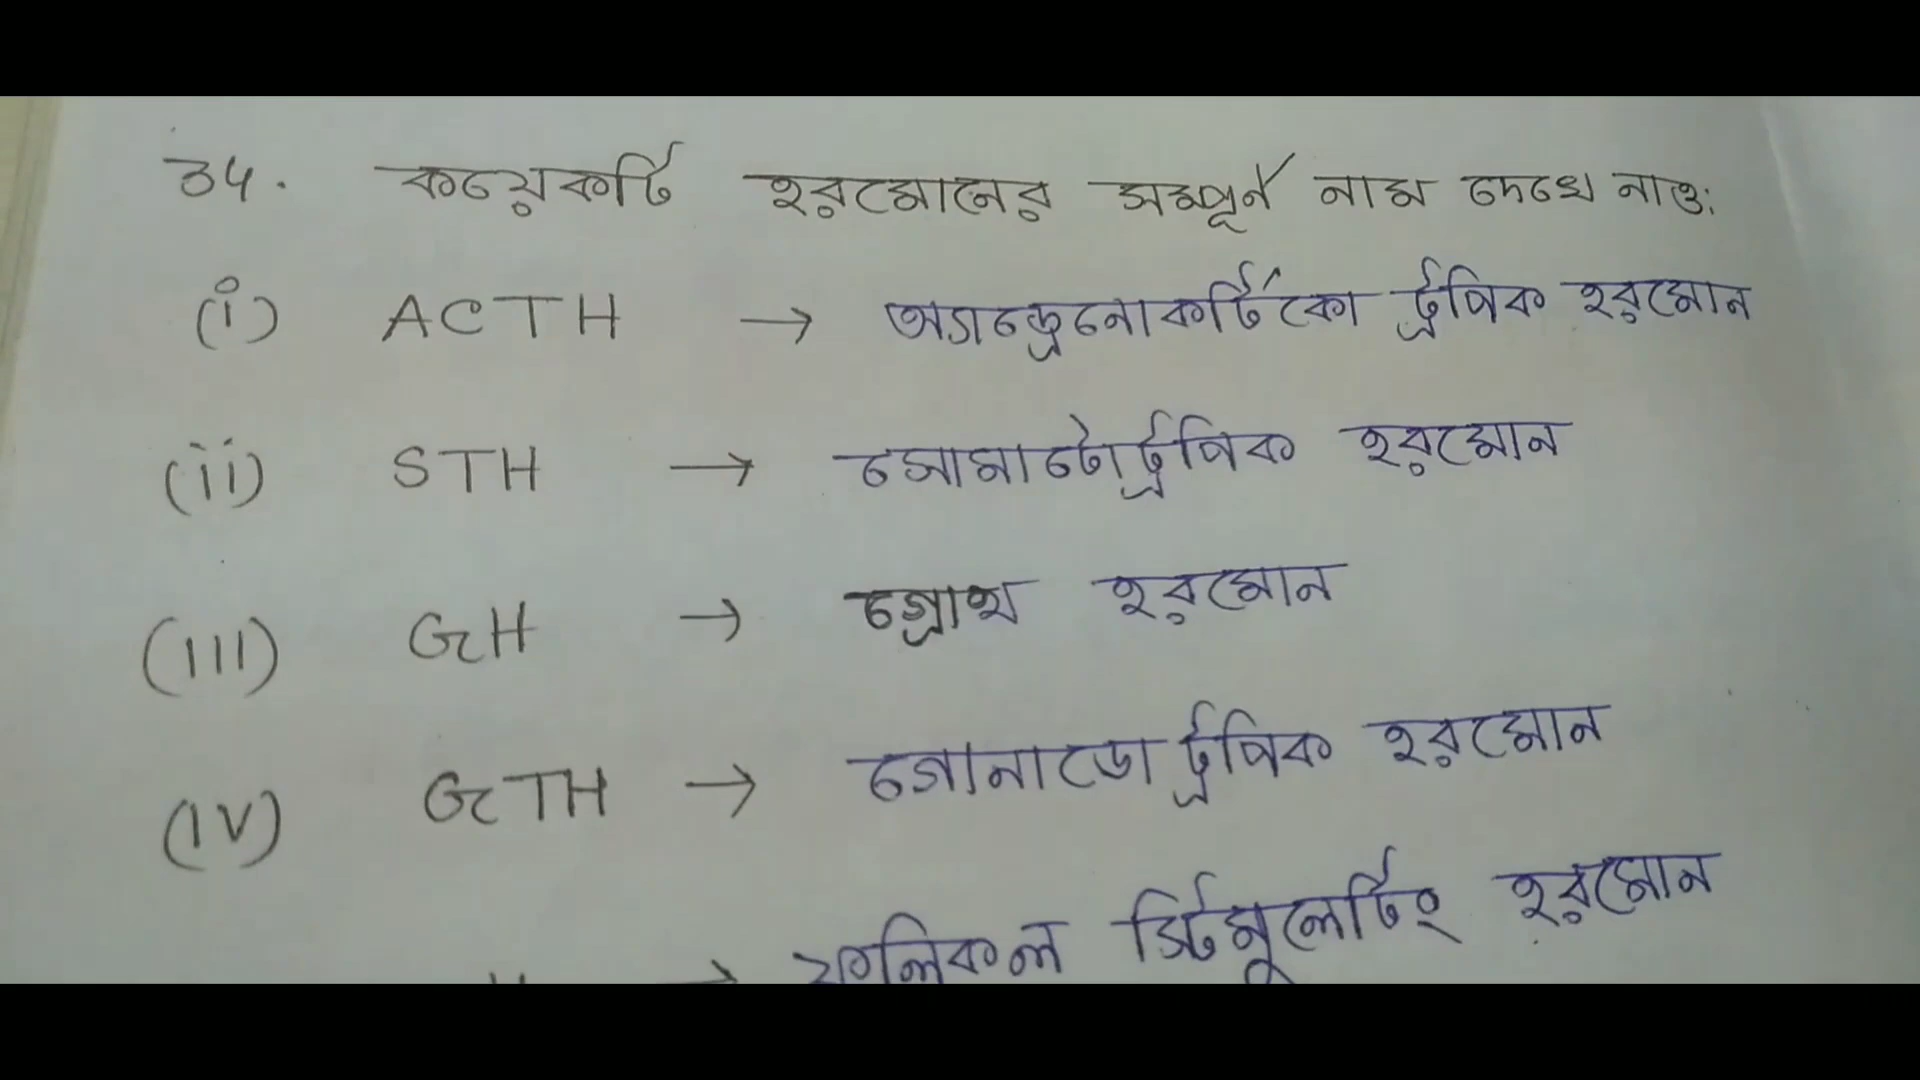 34. কয়েকটি হরমোনের সম্পূর্ন নাম দেখে নাও:
(i) ACTH → অ্যাড্রেনোকর্টিকো ট্রপিক হরমোন
(ii) STH → সোমাটোট্রপিক হরমোন
(III) GH → গ্রোথ হরমোন
(IV) GTH → গোনাডো ট্রপিক হরমোন
→ ফলিকল স্টিমুলেটিং হরমোন